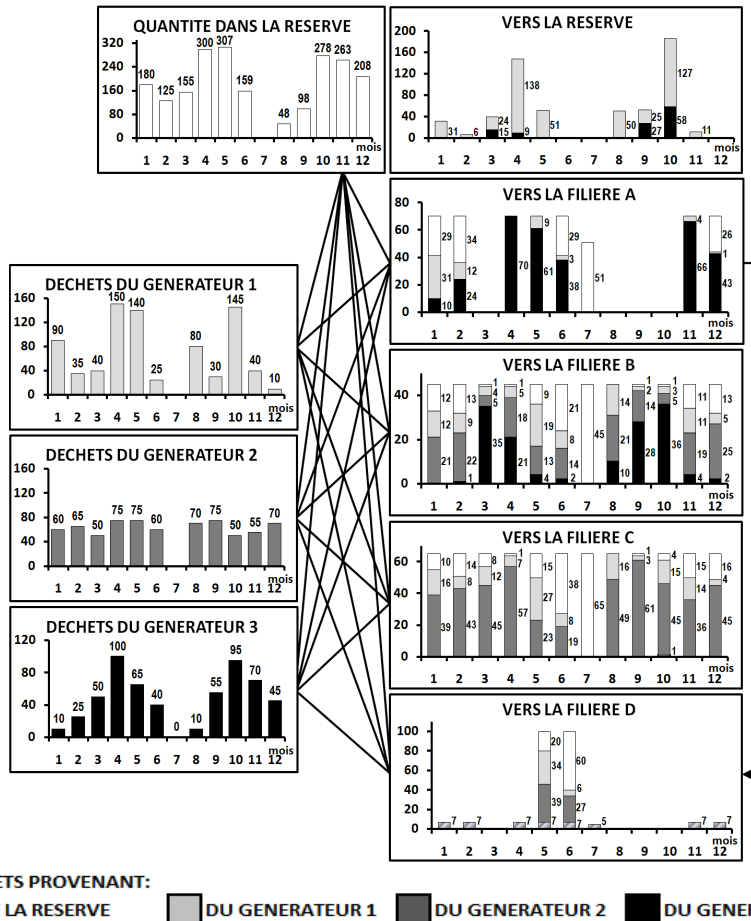 QUANTITE DANS LA RESERVE
320
240
160
80
0
180 125 155 300 307 159 48 98 278 263 208
mois
1 2 3 4 5 6 7 8 9 10 11 12
VERS LA RESERVE
200
160
120
80
40
0
31 6 24 15 138 9 51 50 25 27 127 58 11
mois
1 2 3 4 5 6 7 8 9 10 11 12
VERS LA FILIERE A
80
60
40
20
0
29 31 10 34 12 24 70 9 61 29 3 38 51 4 66 26 1 43
mois
1 2 3 4 5 6 7 8 9 10 11 12
DECHETS DU GENERATEUR 1
160
120
80
40
0
90 35 40 150 140 25 80 30 145 40 10
mois
1 2 3 4 5 6 7 8 9 10 11 12
VERS LA FILIERE B
40
20
0
12 12 21 13 9 22 1 1 4 5 35 1 5 18 21 9 19 13 4 21 8 14 2 45 14 21 10 1 2 14 28 1 3 5 36 11 11 19 4 13 5 25 2
mois
1 2 3 4 5 6 7 8 9 10 11 12
DECHETS DU GENERATEUR 2
160
120
80
40
0
60 65 50 75 75 60 70 75 50 55 70
1 2 3 4 5 6 7 8 9 10 11 12
VERS LA FILIERE C
60
40
20
0
10 16 39 14 8 43 8 12 45 1 7 57 15 27 23 38 8 19 65 16 49 1 3 61 4 15 45 1 15 14 36 16 4 45
mois
1 2 3 4 5 6 7 8 9 10 11 12
DECHETS DU GENERATEUR 3
120
80
40
0
10 25 50 100 65 40 0 10 55 95 70 45
mois
1 2 3 4 5 6 7 8 9 10 11 12
VERS LA FILIERE D
100
80
60
40
20
0
7 7 7 20 34 39 7 60 6 27 7 5 7 7
mois
1 2 3 4 5 6 7 8 9 10 11 12
ETS PROVENANT:
LA RESERVE DU GENERATEUR 1 DU GENERATEUR 2 DU GENE